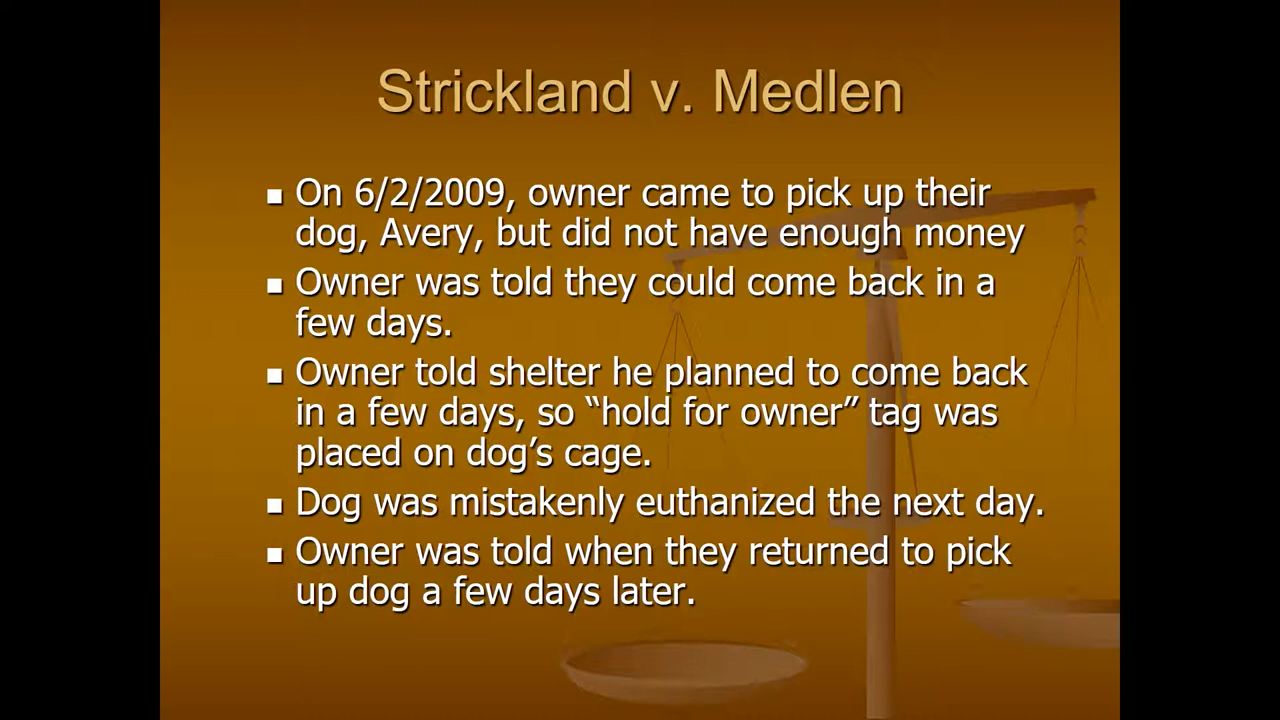 Strickland v. Medlen
On 6/2/2009, owner came to pick up their
dog, Avery, but did not have enough money
Owner was told they could come back in a
few days.
Owner told shelter he planned to come back
in a few days, so “hold for owner” tag was
placed on dog’s cage.
Dog was mistakenly euthanized the next day.
Owner was told when they returned to pick
up dog a few days later.